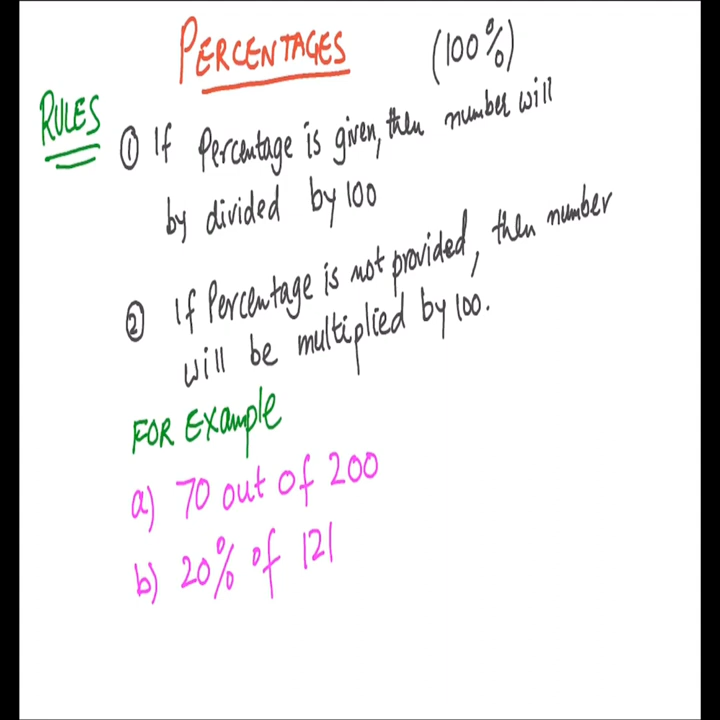 PERCENTAGES (100%)
RULES
① If Percentage is given, then number will
by divided by 100
② If Percentage is not provided, then number
will be multiplied by 100.
FOR Example
a) 70 out of 200
b) 20% of 121